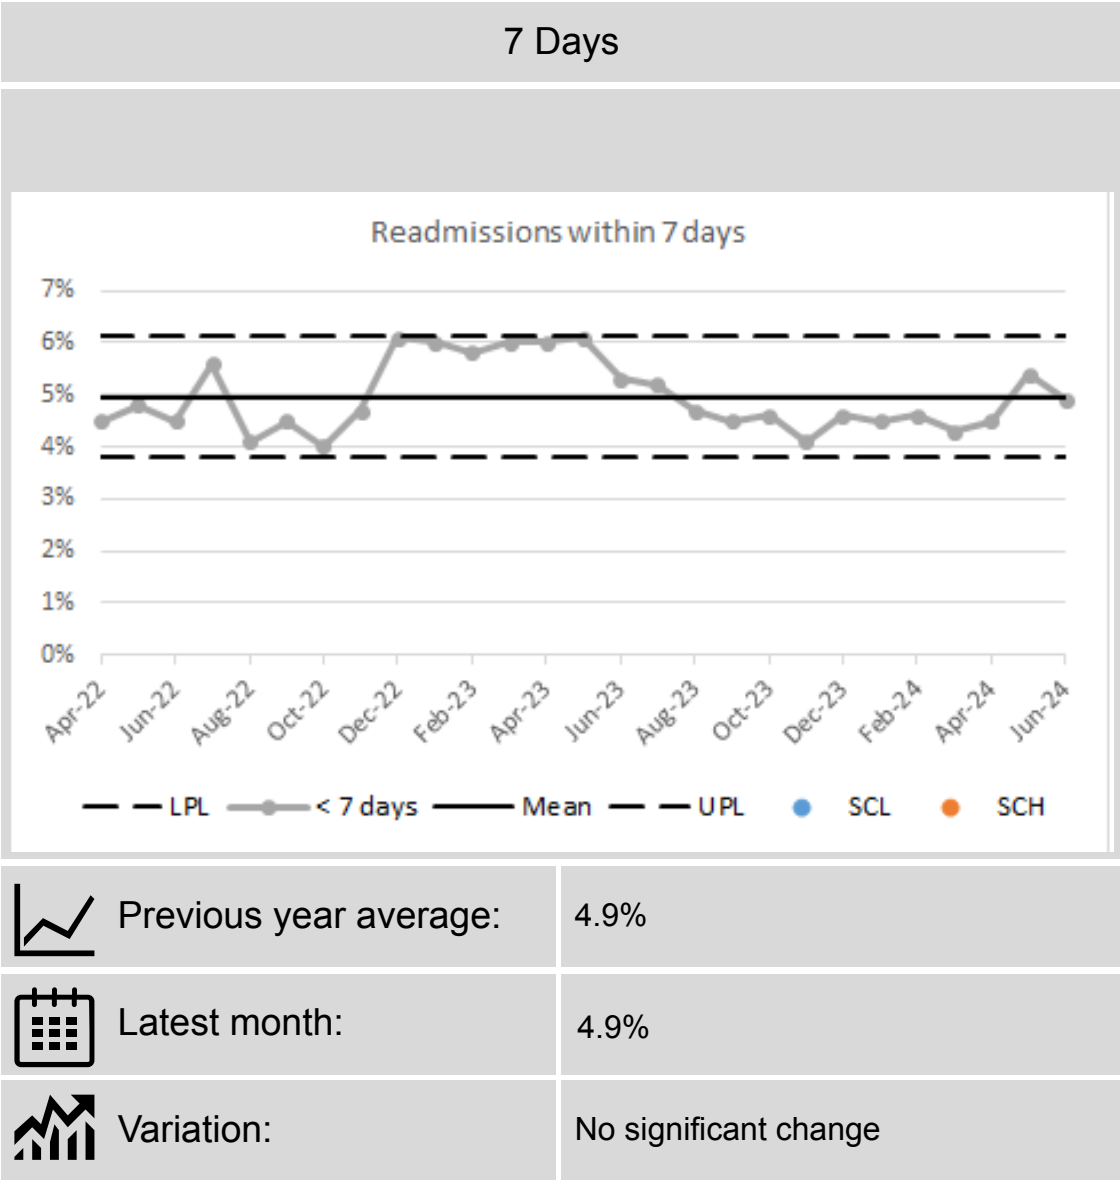 7 Days
Readmissions within 7 days
7%
6%
5%
4%
3%
2%
1%
0%
Apr-22 Jun-22 Aug-22 Oct-22 Dec-22 Feb-23 Apr-23 Jun-23 Aug-23 Oct-23 Dec-23 Feb-24 Apr-24 Jun-24
LPL < 7 days Mean UPL SCL SCH
Previous year average: 4.9%
Latest month: 4.9%
Variation: No significant change